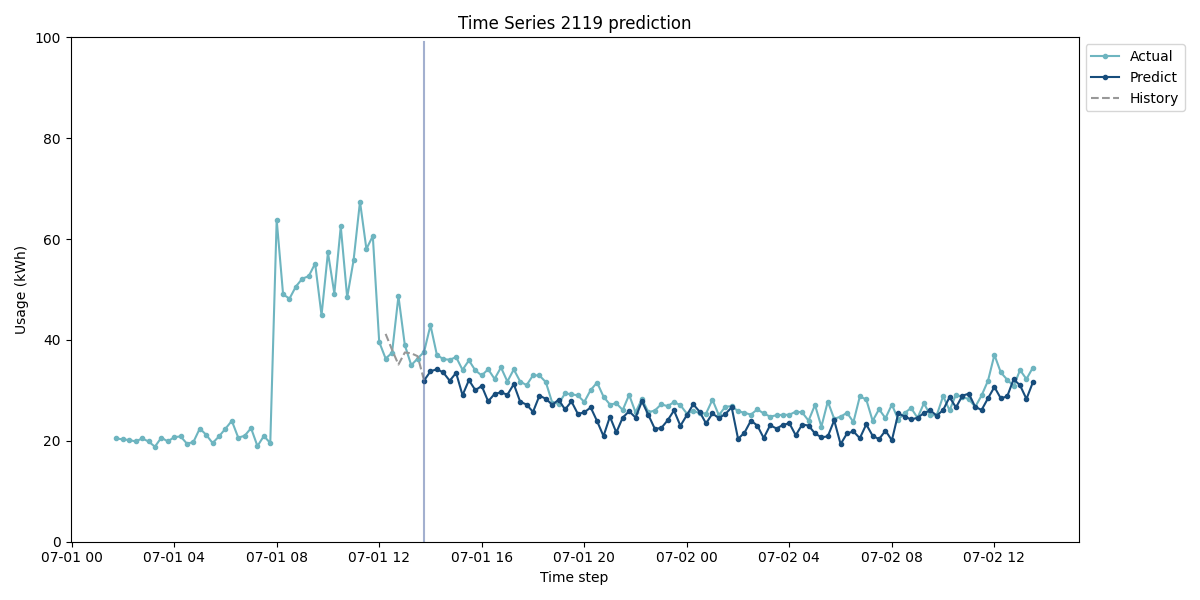 Time Series 2119 prediction
100
80
60
40
20
0
Usage (kWh)
07-01 00
07-01 04
07-01 08
07-01 12
07-01 16
07-01 20
07-02 00
07-02 04
07-02 08
07-02 12
Time step
Actual
Predict
History